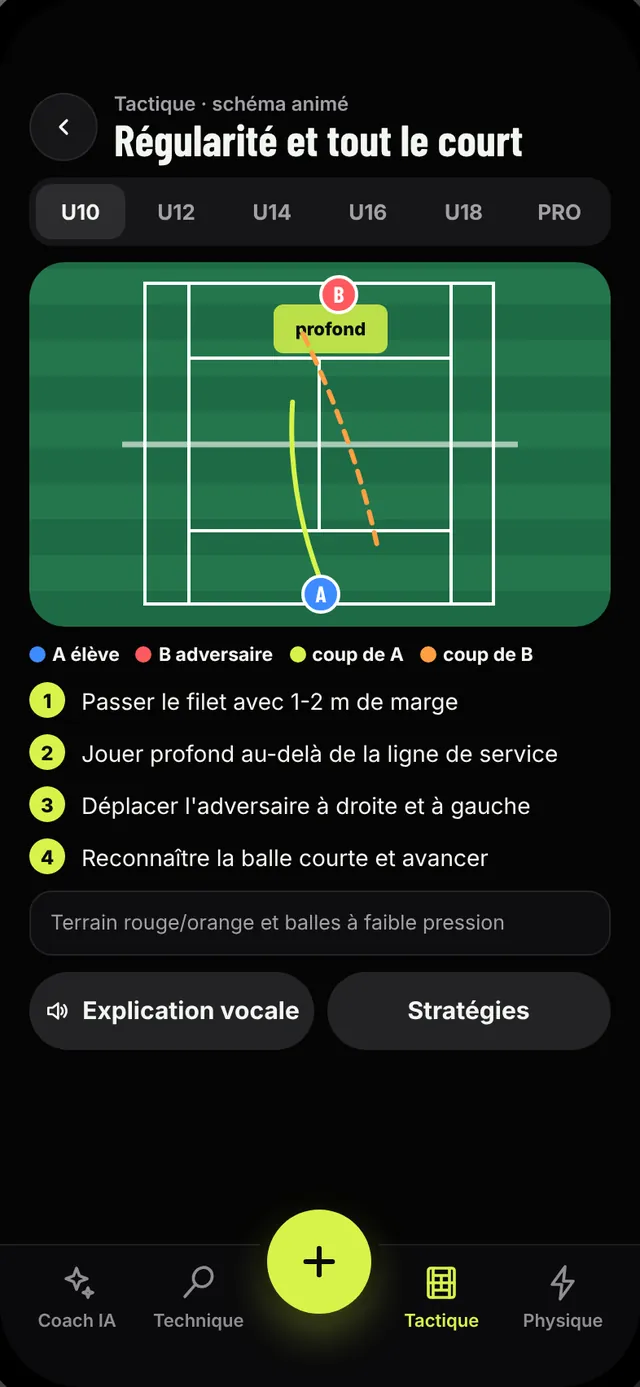 Tactique · schéma animé
Régularité et tout le court
U10 U12 U14 U16 U18 PRO
B
profond
A
A élève B adversaire coup de A coup de B
1 Passer le filet avec 1-2 m de marge
2 Jouer profond au-delà de la ligne de service
3 Déplacer l'adversaire à droite et à gauche
4 Reconnaître la balle courte et avancer
Terrain rouge/orange et balles à faible pression
Explication vocale Stratégies
Coach IA Technique Tactique Physique